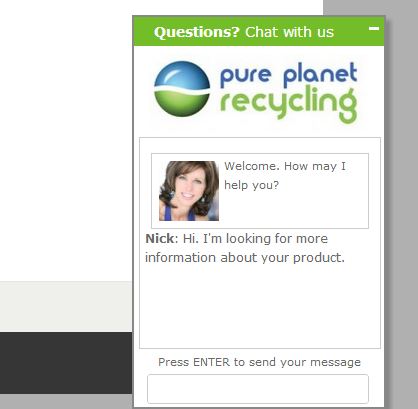 Questions? Chat with us
pure planet
recycling
Welcome. How may I
help you?
Nick: Hi. I'm looking for more
information about your product.
Press ENTER to send your message